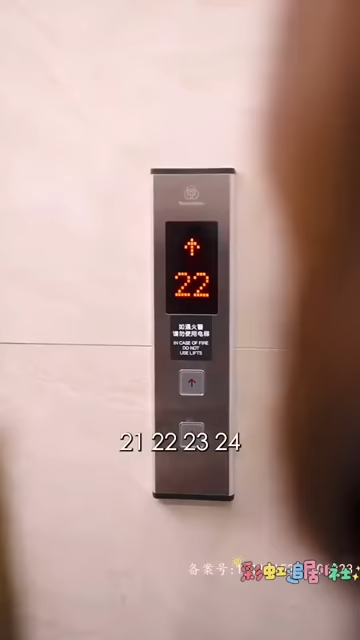 22
如遇火警
请勿使用电梯
IN CASE OF FIRE
DO NOT
USE LIFTS
21 22 23 24
备案号:
彩虹追剧社